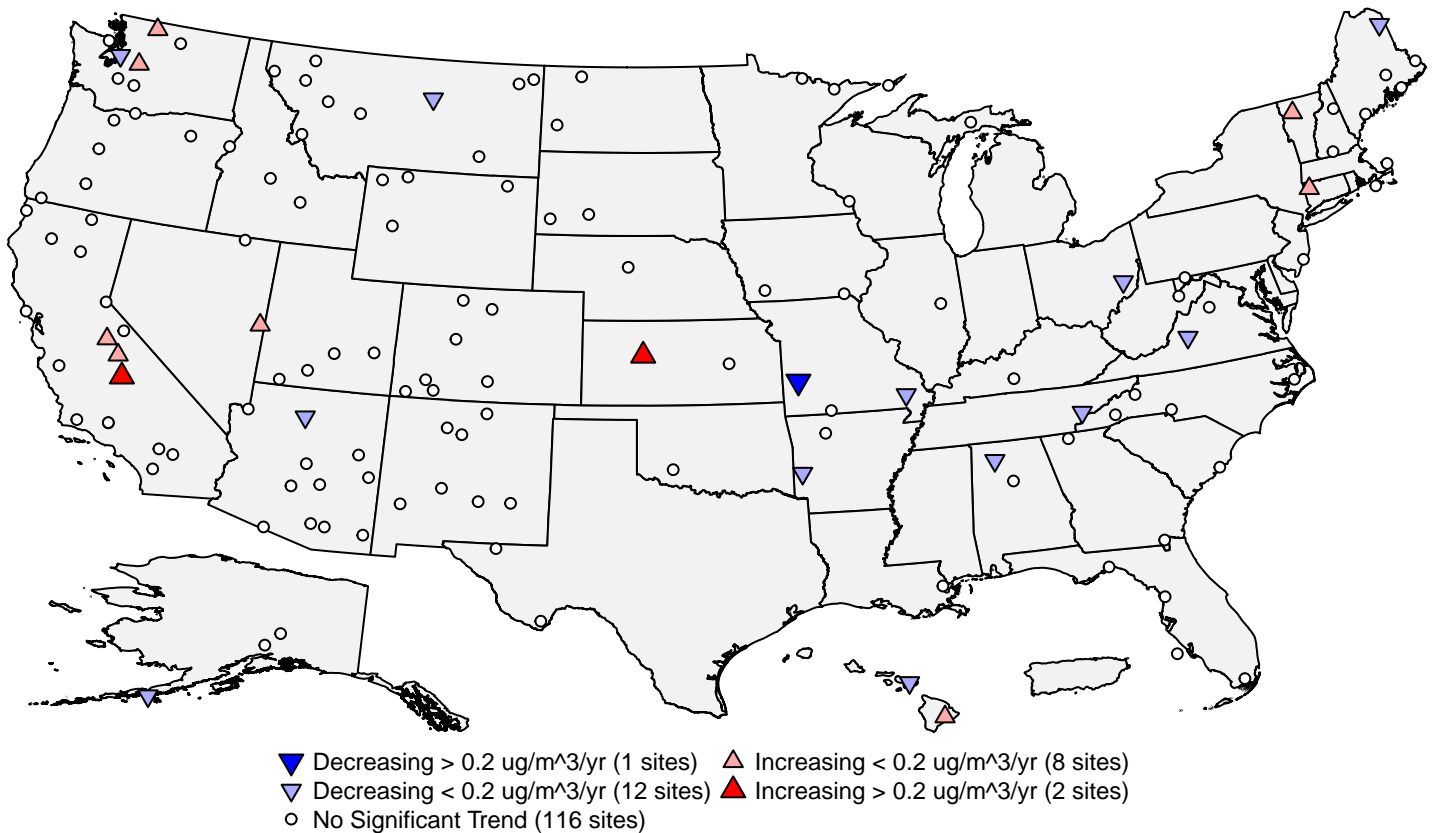 Decreasing > 0.2 ug/m^3/yr (1 sites)
Increasing < 0.2 ug/m^3/yr (8 sites)
Decreasing < 0.2 ug/m^3/yr (12 sites)
Increasing > 0.2 ug/m^3/yr (2 sites)
No Significant Trend (116 sites)